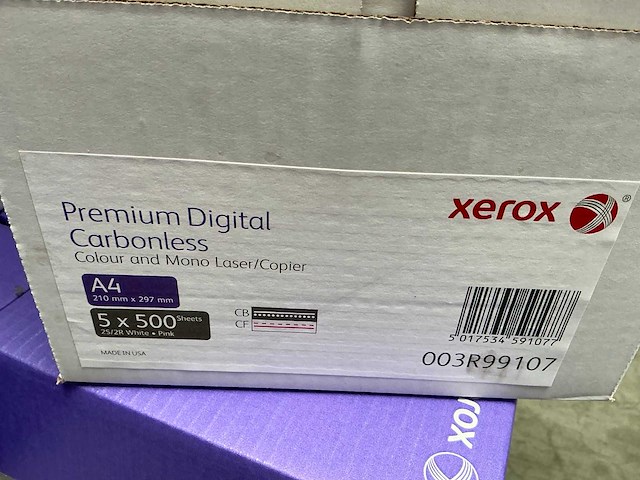 xerox ®
Premium Digital
Carbonless
Colour and Mono Laser/Copier
A4
210 mm x 297 mm
5 x 500 Sheets
2S/2R White • Pink
CB
CF
MADE IN USA
5 017534 591077
003R99107
rox